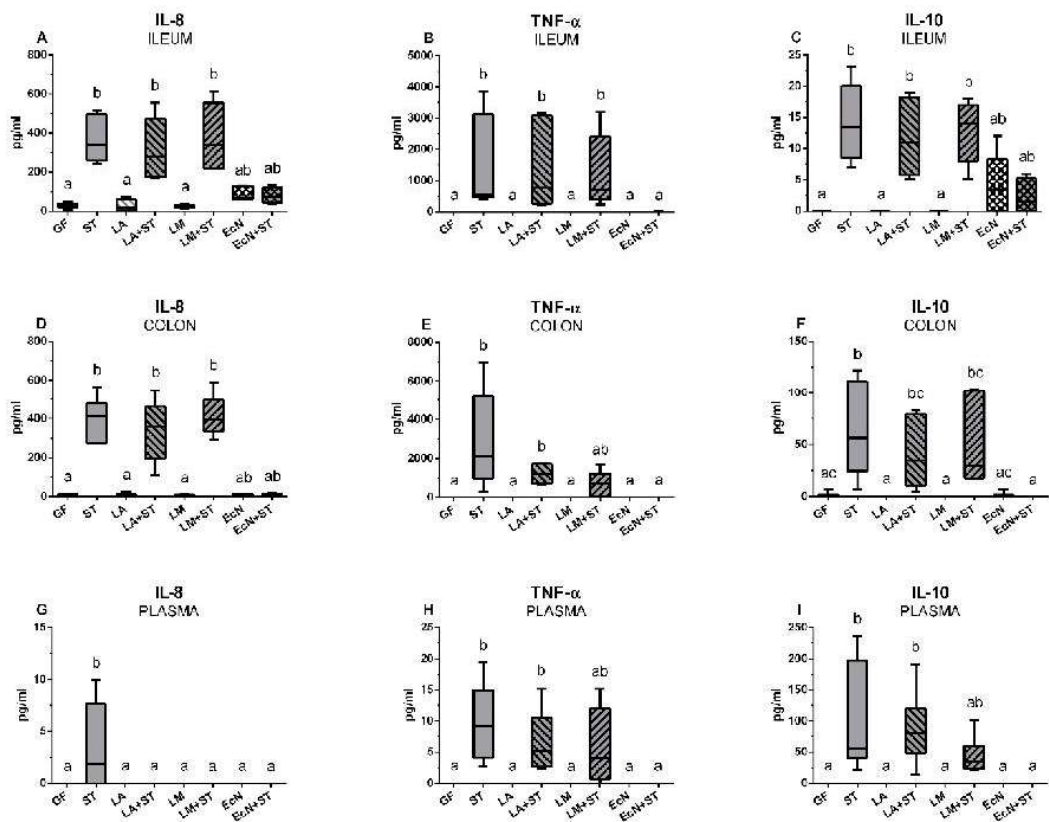 A IL-8
ILEUM
800
600
400
200
0
pg/ml
a b a b a b ab ab
GF ST LA LA+ST LM LM+ST EcN EcN+ST
B TNF-α
ILEUM
5000
4000
3000
2000
1000
0
pg/ml
a b a b a b a a
GF ST LA LA+ST LM LM+ST EcN EcN+ST
C IL-10
ILEUM
25
20
15
10
5
0
pg/ml
a b a b a b ab ab
GF ST LA LA+ST LM LM+ST EcN EcN+ST
D IL-8
COLON
800
600
400
200
0
pg/ml
a b a b a b ab ab
GF ST LA LA+ST LM LM+ST EcN EcN+ST
E TNF-α
COLON
8000
6000
4000
2000
0
pg/ml
a b a b a ab a a
GF ST LA LA+ST LM LM+ST EcN EcN+ST
F IL-10
COLON
150
100
50
0
pg/ml
ac b a bc a bc ac a
GF ST LA LA+ST LM LM+ST EcN EcN+ST
G IL-8
PLASMA
15
10
5
0
pg/ml
a b a a a a a a
GF ST LA LA+ST LM LM+ST EcN EcN+ST
H TNF-α
PLASMA
25
20
15
10
5
0
pg/ml
a b a b a ab a a
GF ST LA LA+ST LM LM+ST EcN EcN+ST
I IL-10
PLASMA
250
200
150
100
50
0
pg/ml
a b a b a ab a a
GF ST LA LA+ST LM LM+ST EcN EcN+ST